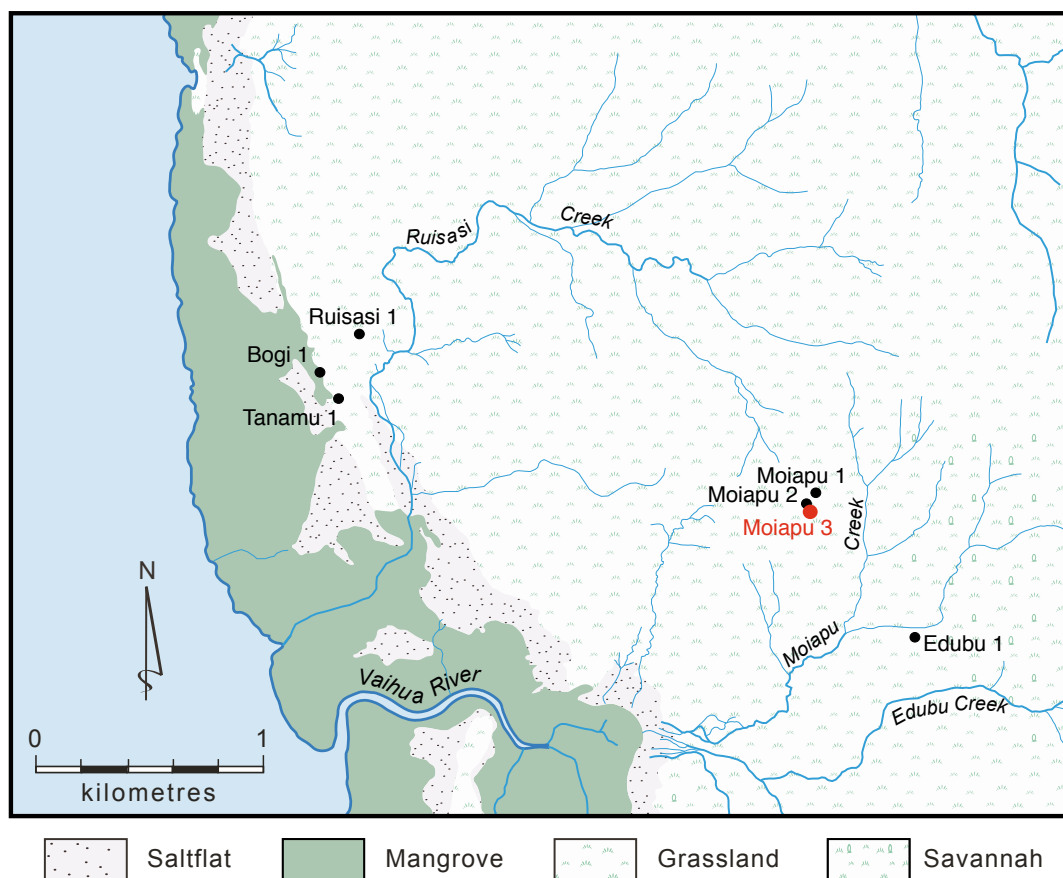 Ruisasi
Creek
Ruisasi 1
Bogi 1
Tanamu 1
Moiapu 1
Moiapu 2
Moiapu 3
Creek
Moiapu
Edubu 1
Edubu Creek
Vaihua River
N
0 1
kilometres
Saltflat Mangrove Grassland Savannah